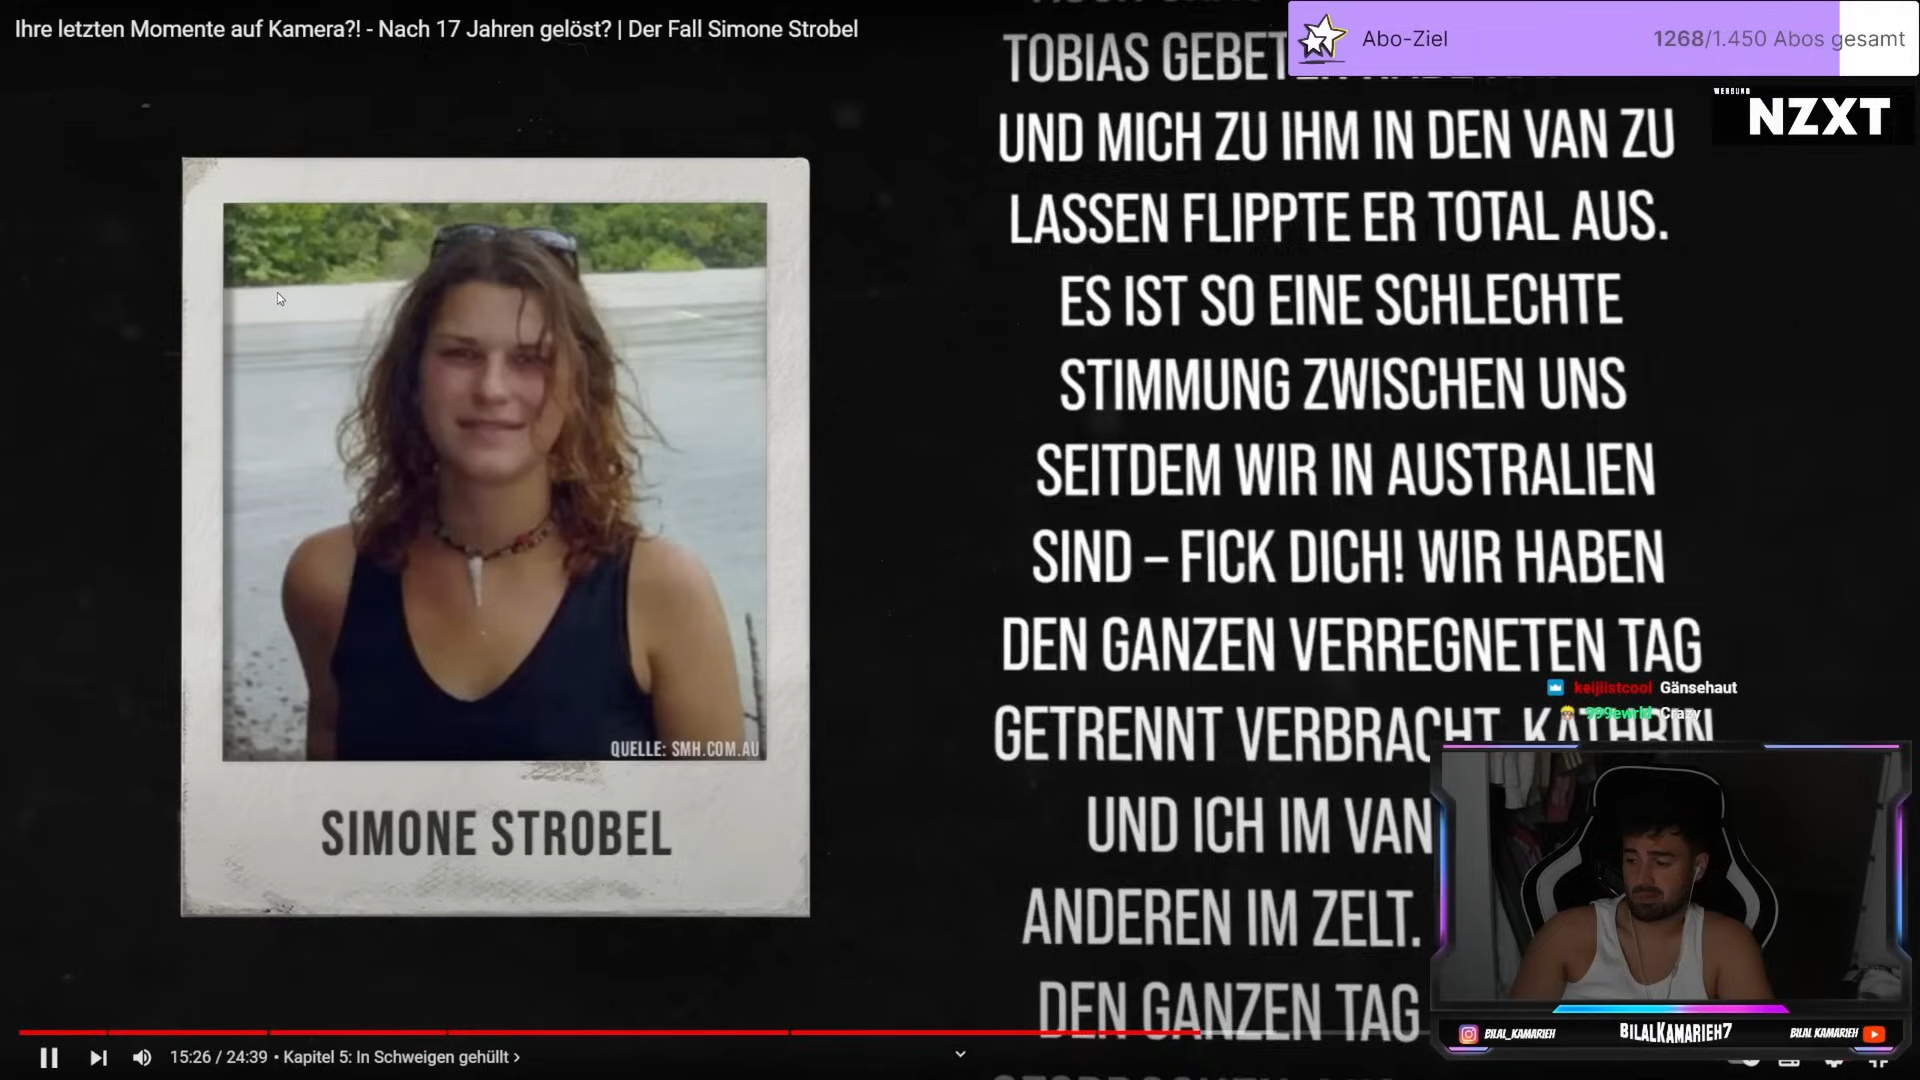 Ihre letzten Momente auf Kamera?! - Nach 17 Jahren gelöst? | Der Fall Simone Strobel
Abo-Ziel
1268/1.450 Abos gesamt
WERBUNG
NZXT
TOBIAS
UND MICH ZU IHM IN DEN VAN ZU
LASSEN FLIPPTE ER TOTAL AUS.
ES IST SO EINE SCHLECHTE
STIMMUNG ZWISCHEN UNS
SEITDEM WIR IN AUSTRALIEN
SIND – FICK DICH! WIR HABEN
DEN GANZEN VERREGNETEN TAG
GETRENNT VERBRACHT. KATHRIN
UND ICH IM VAN
ANDEREN IM ZELT.
DEN GANZEN TAG
QUELLE: SMH.COM.AU
SIMONE STROBEL
keijlistcool Gänsehaut
Crazy
BILAL_KAMARIEH
BILALKAMARIEH7
BILAL KAMARIEH
15:26 / 24:39 • Kapitel 5: In Schweigen gehüllt ›